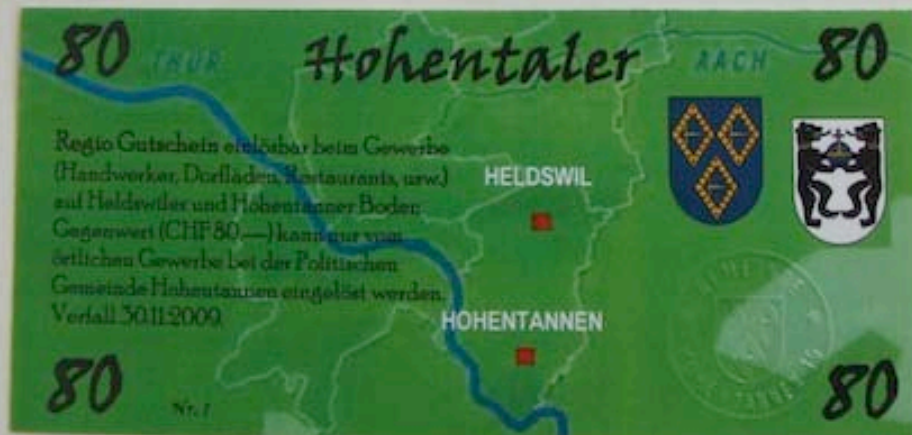 80 THUR Hohentaler AACH 80
Regio Gutschein einlösbar beim Gewerbe
(Handwerker, Dorfläden, Restaurants, usw.)
auf Heldswiler und Hohentanner Boden.
Gegenwert (CHF 80.—) kann nur vom
örtlichen Gewerbe bei der Politischen
Gemeinde Hohentannen eingelöst werden.
Verfall 30.11.2009.
HELDSWIL
HOHENTANNEN
80 Nr. 1 80